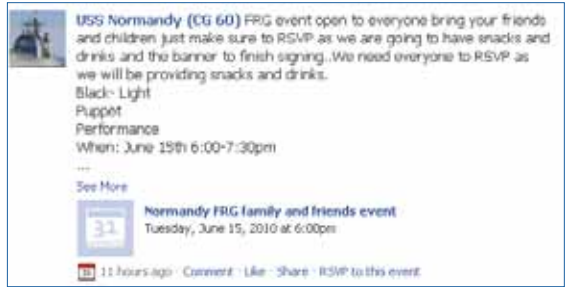 USS Normandy (CG 60) FRG event open to everyone bring your friends
and children just make sure to RSVP as we are going to have snacks and
drinks and the banner to finish signing..We need everyone to RSVP as
we will be providing snacks and drinks.
Black- Light
Puppet
Performance
When: June 15th 6:00-7:30pm
...
See More
31
Normandy FRG family and friends event
Tuesday, June 15, 2010 at 6:00pm
11 hours ago · Comment · Like · Share · RSVP to this event